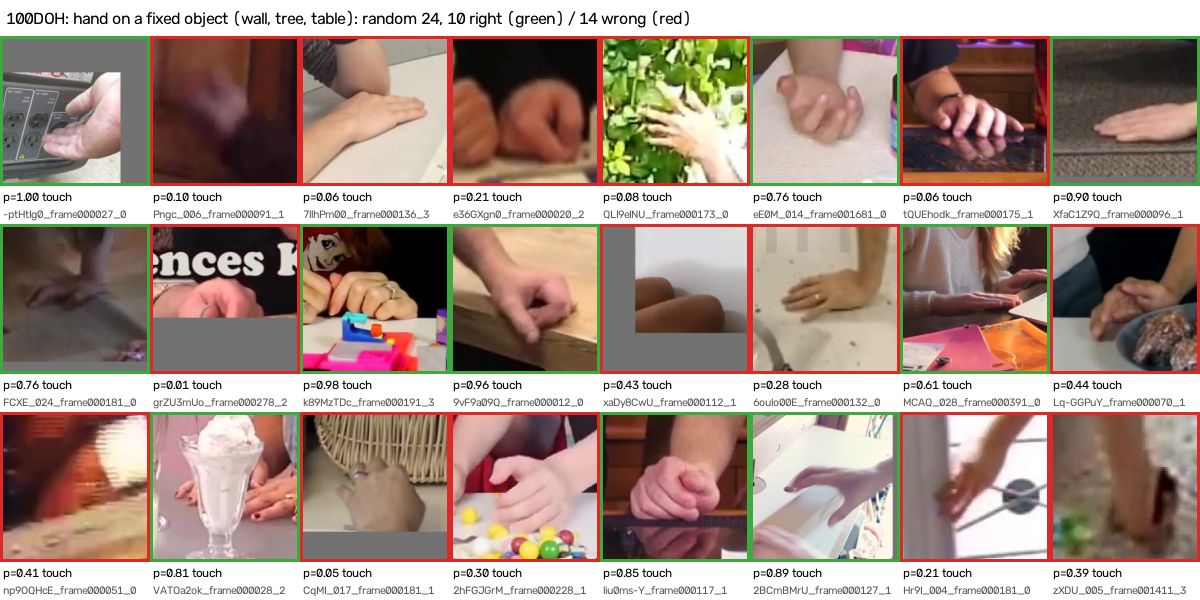 100DOH: hand on a fixed object (wall, tree, table): random 24, 10 right (green) / 14 wrong (red)
p=1.00 touch
-ptHtlg0_frame000027_0
p=0.10 touch
Pngc_006_frame000091_1
p=0.06 touch
7IlhPm00_frame000136_3
p=0.21 touch
e36GXgn0_frame000020_2
p=0.08 touch
QLI9elNU_frame000173_0
p=0.76 touch
eE0M_014_frame001681_0
p=0.06 touch
tQUEhodk_frame000175_1
p=0.90 touch
XfaC1Z9Q_frame000096_1
ences K
p=0.76 touch
FCXE_024_frame000181_0
p=0.01 touch
grZU3mUo_frame000278_2
p=0.98 touch
k89MzTDc_frame000191_3
p=0.96 touch
9vF9a09Q_frame000012_0
p=0.43 touch
xaDy8CwU_frame000112_1
p=0.28 touch
6oulo00E_frame000132_0
p=0.61 touch
MCAQ_028_frame000391_0
p=0.44 touch
Lq-GGPuY_frame000070_1
p=0.41 touch
np9OQHcE_frame000051_0
p=0.81 touch
VATOa2ok_frame000028_2
p=0.05 touch
CqMI_017_frame000181_1
p=0.30 touch
2hFGJGrM_frame000228_1
p=0.85 touch
liu0ms-Y_frame000117_1
p=0.89 touch
2BCmBMrU_frame000127_1
p=0.21 touch
Hr9I_004_frame000181_0
p=0.39 touch
zXDU_005_frame001411_3